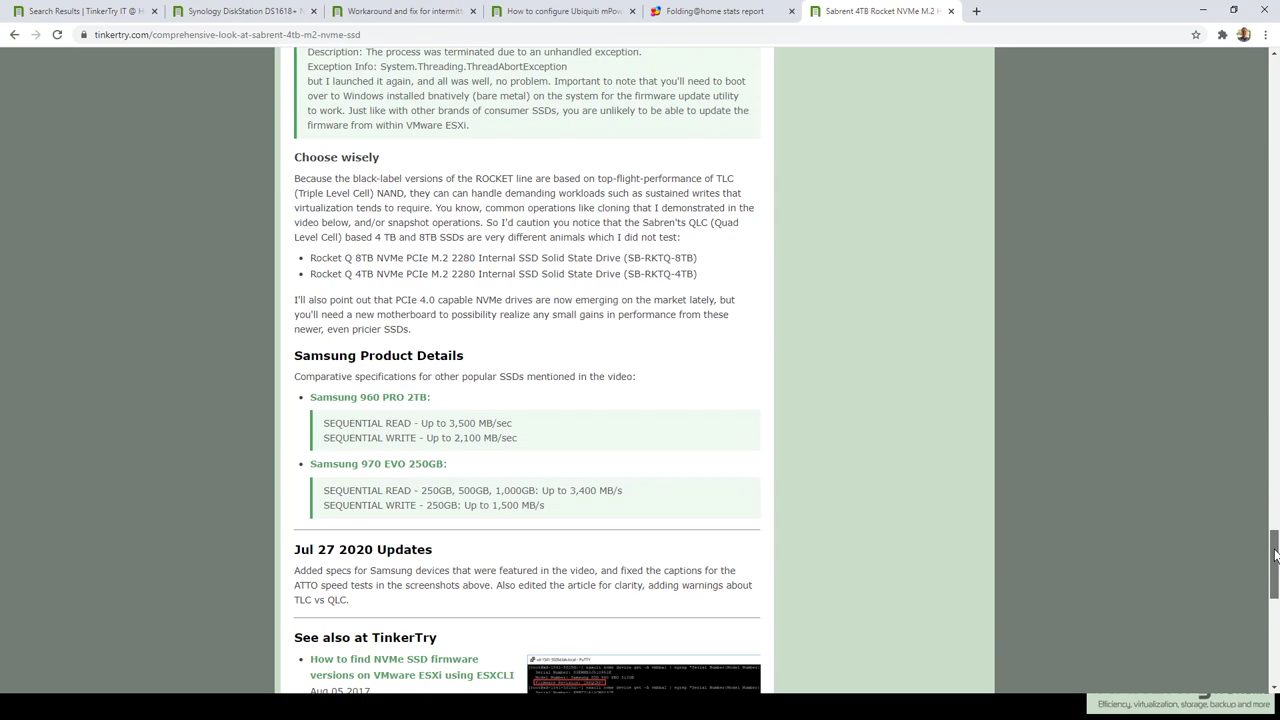 Search Results | TinkerTry IT @ H
Synology DiskStation DS1618+ N
Workaround and fix for intermitt
How to configure Ubiquiti mPow
Folding@home stats report
Sabrent 4TB Rocket NVMe M.2 H
tinkertry.com/comprehensive-look-at-sabrent-4tb-m2-nvme-ssd
Description: The process was terminated due to an unhandled exception.
Exception Info: System.Threading.ThreadAbortException
but I launched it again, and all was well, no problem. Important to note that you'll need to boot
over to Windows installed bnatively (bare metal) on the system for the firmware update utility
to work. Just like with other brands of consumer SSDs, you are unlikely to be able to update the
firmware from within VMware ESXi.
Choose wisely
Because the black-label versions of the ROCKET line are based on top-flight-performance of TLC
(Triple Level Cell) NAND, they can can handle demanding workloads such as sustained writes that
virtualization tends to require. You know, common operations like cloning that I demonstrated in the
video below, and/or snapshot operations. So I'd caution you notice that the Sabren'ts QLC (Quad
Level Cell) based 4 TB and 8TB SSDs are very different animals which I did not test:
• Rocket Q 8TB NVMe PCIe M.2 2280 Internal SSD Solid State Drive (SB-RKTQ-8TB)
• Rocket Q 4TB NVMe PCIe M.2 2280 Internal SSD Solid State Drive (SB-RKTQ-4TB)
I'll also point out that PCIe 4.0 capable NVMe drives are now emerging on the market lately, but
you'll need a new motherboard to possibility realize any small gains in performance from these
newer, even pricier SSDs.
Samsung Product Details
Comparative specifications for other popular SSDs mentioned in the video:
• Samsung 960 PRO 2TB:
SEQUENTIAL READ - Up to 3,500 MB/sec
SEQUENTIAL WRITE - Up to 2,100 MB/sec
• Samsung 970 EVO 250GB:
SEQUENTIAL READ - 250GB, 500GB, 1,000GB: Up to 3,400 MB/s
SEQUENTIAL WRITE - 250GB: Up to 1,500 MB/s
Jul 27 2020 Updates
Added specs for Samsung devices that were featured in the video, and fixed the captions for the
ATTO speed tests in the screenshots above. Also edited the article for clarity, adding warnings about
TLC vs QLC.
See also at TinkerTry
• How to find NVMe SSD firmware
ESXi using ESXCLI
Efficiency, virtualization, storage, backup and more